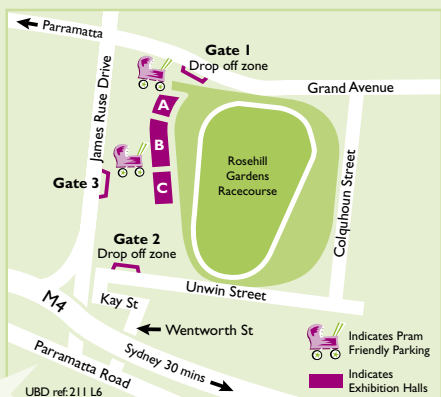 Parramatta
Gate 1
Drop off zone
Grand Avenue
James Ruse Drive
A
B
C
Rosehill
Gardens
Racecourse
Colquhoun Street
Gate 3
Gate 2
Drop off zone
Unwin Street
Kay St
M4
Wentworth St
Sydney 30 mins
Parramatta Road
Indicates Pram
Friendly Parking
Indicates
Exhibition Halls
UBD ref: 211 L6